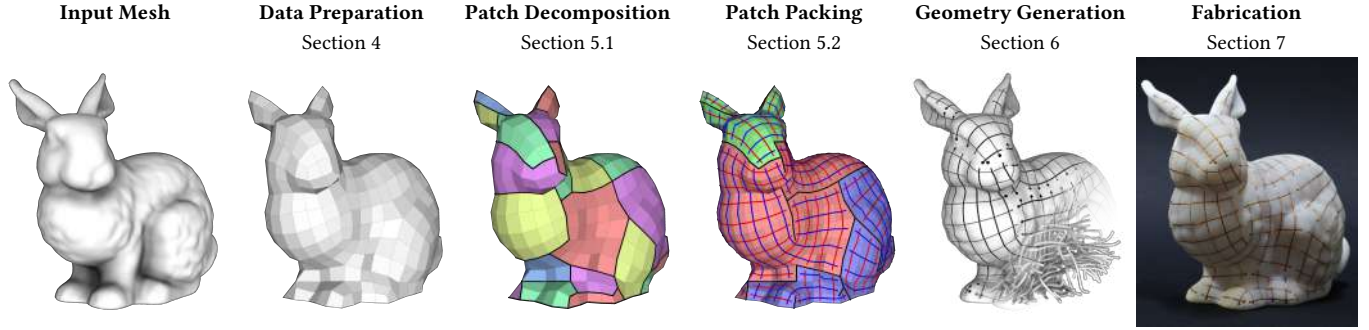 Input Mesh
Data Preparation
Section 4
Patch Decomposition
Section 5.1
Patch Packing
Section 5.2
Geometry Generation
Section 6
Fabrication
Section 7